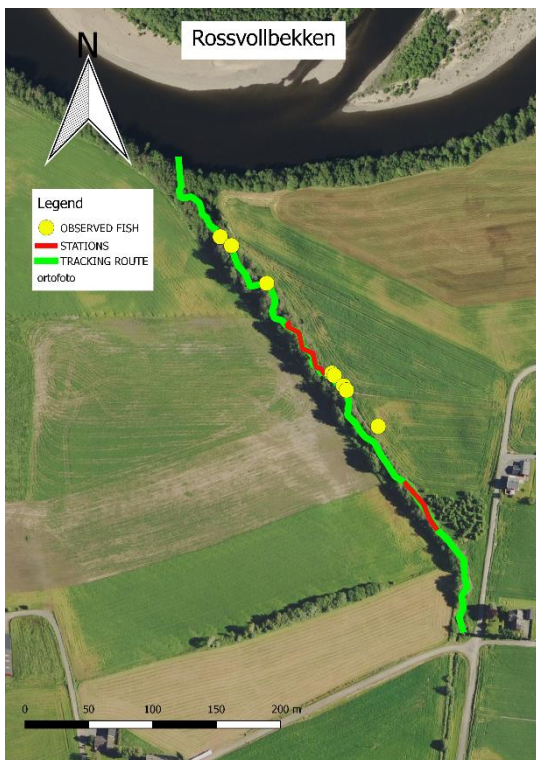 Rossvollbekken
N
Legend
OBSERVED FISH
STATIONS
TRACKING ROUTE
ortofoto
0 50 100 150 200 m